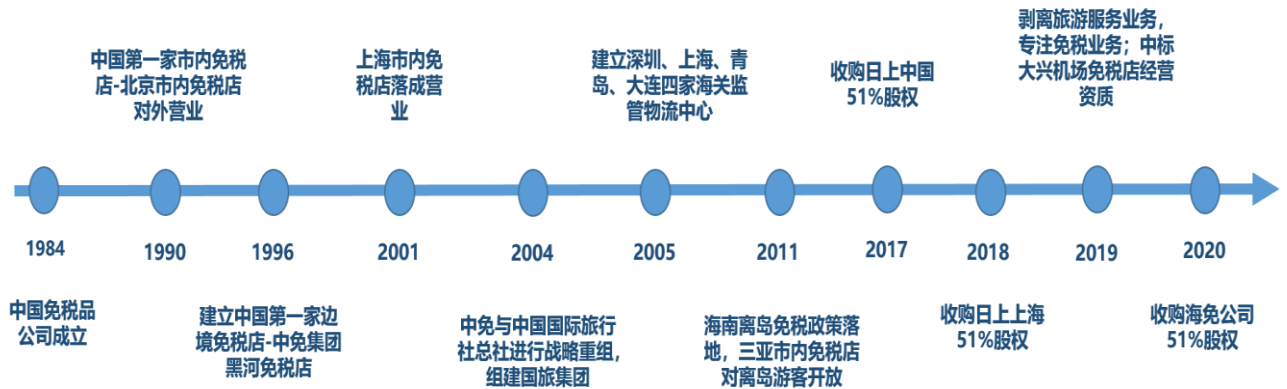 中国第一家市内免税
店-北京市内免税店
对外营业
上海市内免
税店落成营
业
建立深圳、上海、青
岛、大连四家海关监
管物流中心
收购日上中国
51%股权
剥离旅游服务业务,
专注免税业务；中标
大兴机场免税店经营
资质
1984
1990
1996
2001
2004
2005
2011
2017
2018
2019
2020
中国免税品
公司成立
建立中国第一家边
境免税店-中免集团
黑河免税店
中免与中国国际旅行
社总社进行战略重组，
组建国旅集团
海南离岛免税政策落
地，三亚市内免税店
对离岛游客开放
收购日上上海
51%股权
收购海免公司
51%股权